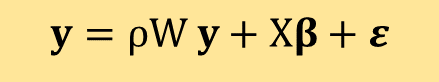 y = ρW y + Xβ + ε